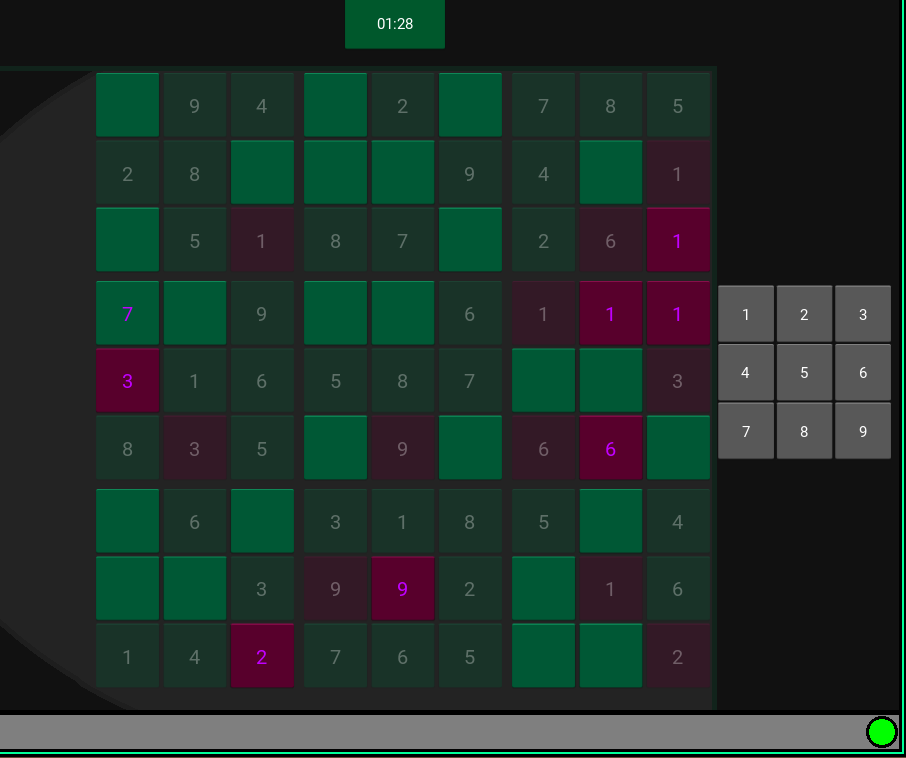 01:28
9 4 2 7 8 5
2 8 9 4 1
5 1 8 7 2 6 1
7 9 6 1 1 1
1 2 3
3 1 6 5 8 7 3
4 5 6
8 3 5 9 6 6
7 8 9
6 3 1 8 5 4
3 9 9 2 1 6
1 4 2 7 6 5 2